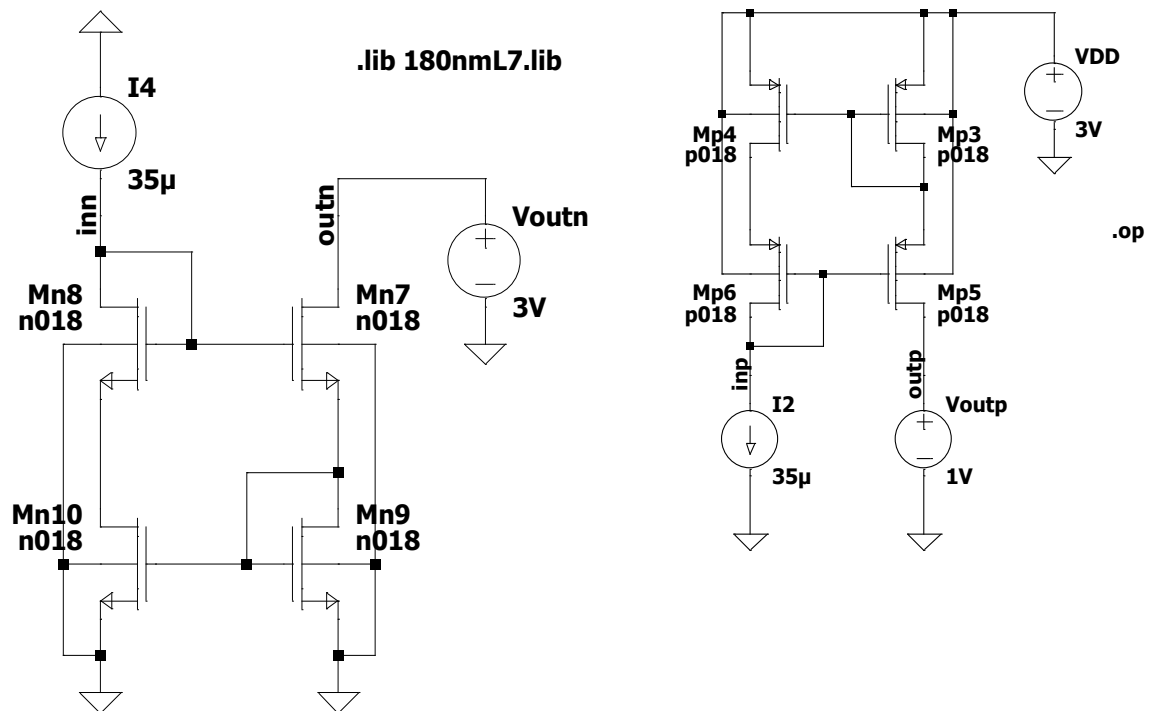 .lib 180nmL7.lib
I4
35µ
inn
outn
Voutn
3V
Mn8
n018
Mn7
n018
Mn10
n018
Mn9
n018
VDD
3V
Mp4
p018
Mp3
p018
.op
Mp6
p018
Mp5
p018
inp
outp
I2
35µ
Voutp
1V